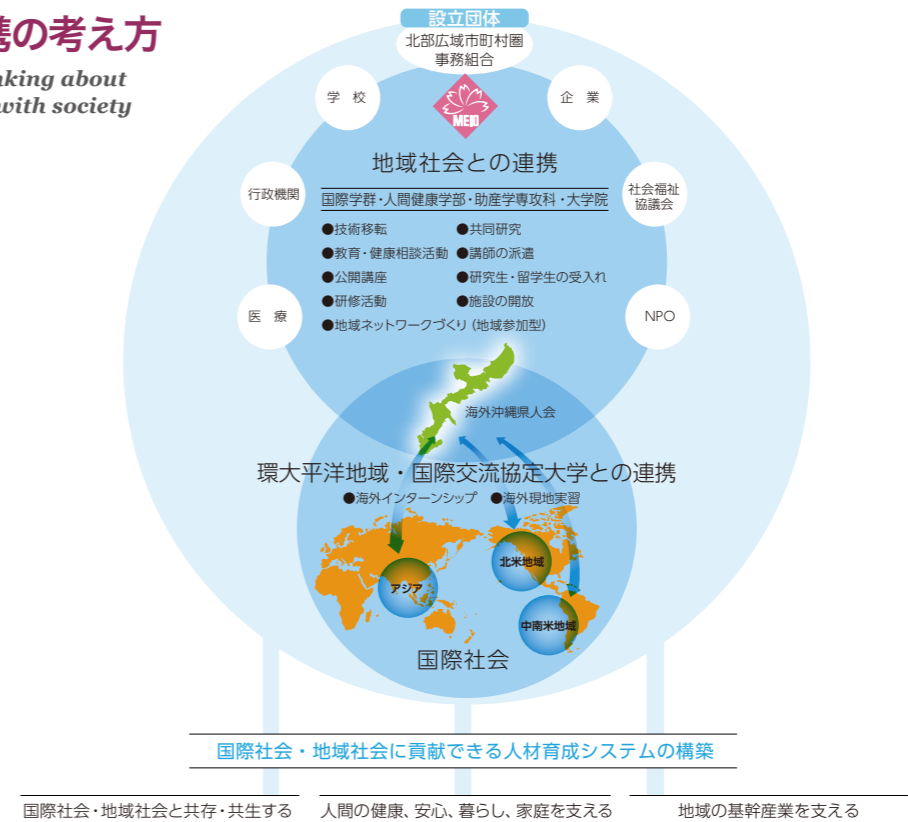 携の考え方
nking about
with society
設立団体
北部広域市町村圏
事務組合
学 校
企 業
MEIO
地域社会との連携
行政機関
社会福祉
協議会
国際学群・人間健康学部・助産学専攻科・大学院
●技術移転 ●共同研究
●教育・健康相談活動 ●講師の派遣
●公開講座 ●研究生・留学生の受入れ
●研修活動 ●施設の開放
医 療
NPO
●地域ネットワークづくり（地域参加型）
海外沖縄県人会
環太平洋地域・国際交流協定大学との連携
●海外インターンシップ ●海外現地実習
北米地域
アジア
中南米地域
国際社会
国際社会・地域社会に貢献できる人材育成システムの構築
国際社会・地域社会と共存・共生する 人間の健康、安心、暮らし、家庭を支える 地域の基幹産業を支える